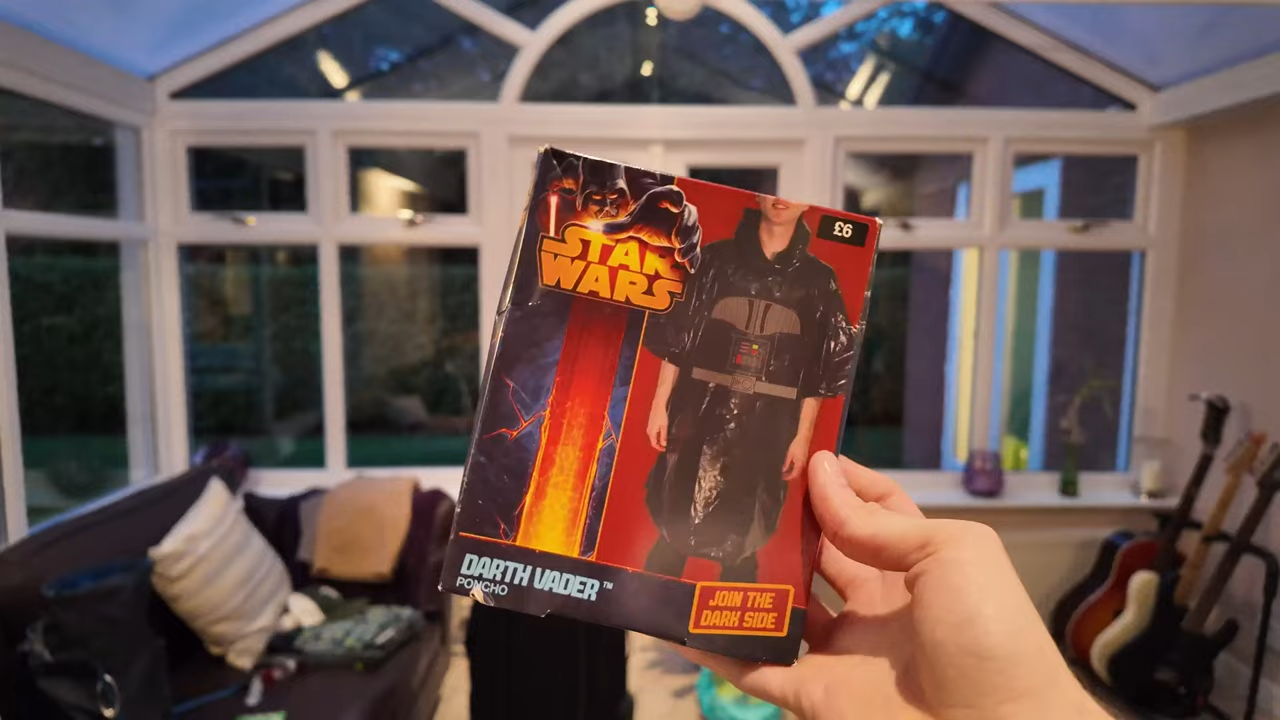 STAR
WARS
£6
DARTH VADER™
PONCHO
JOIN THE
DARK SIDE